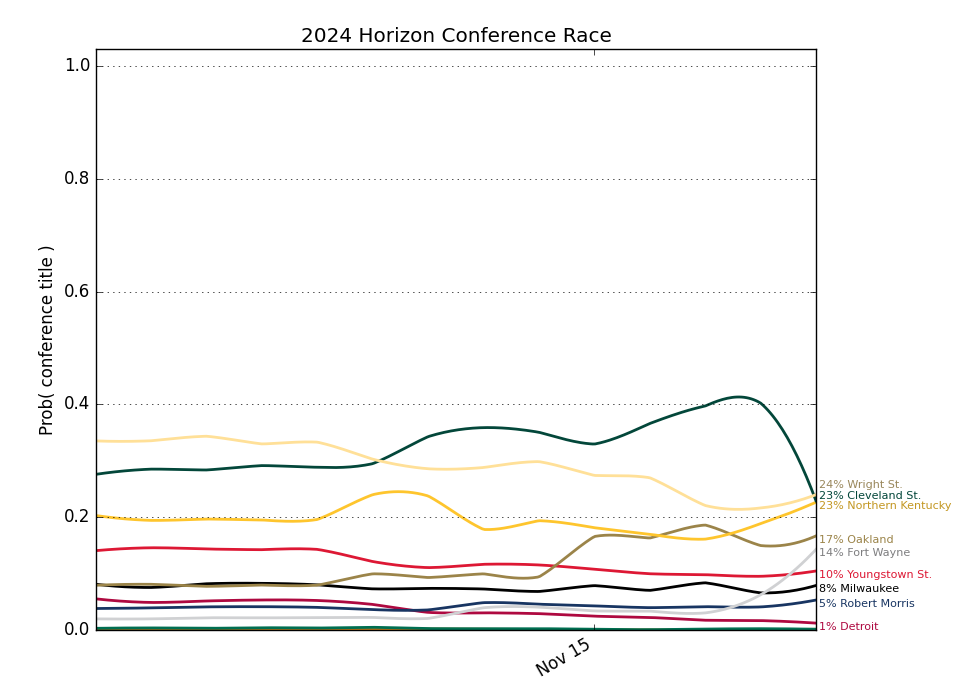 2024 Horizon Conference Race
Prob( conference title )
1.0
0.8
0.6
0.4
0.2
0.0
Nov 15
24% Wright St.
23% Cleveland St.
23% Northern Kentucky
17% Oakland
14% Fort Wayne
10% Youngstown St.
8% Milwaukee
5% Robert Morris
1% Detroit